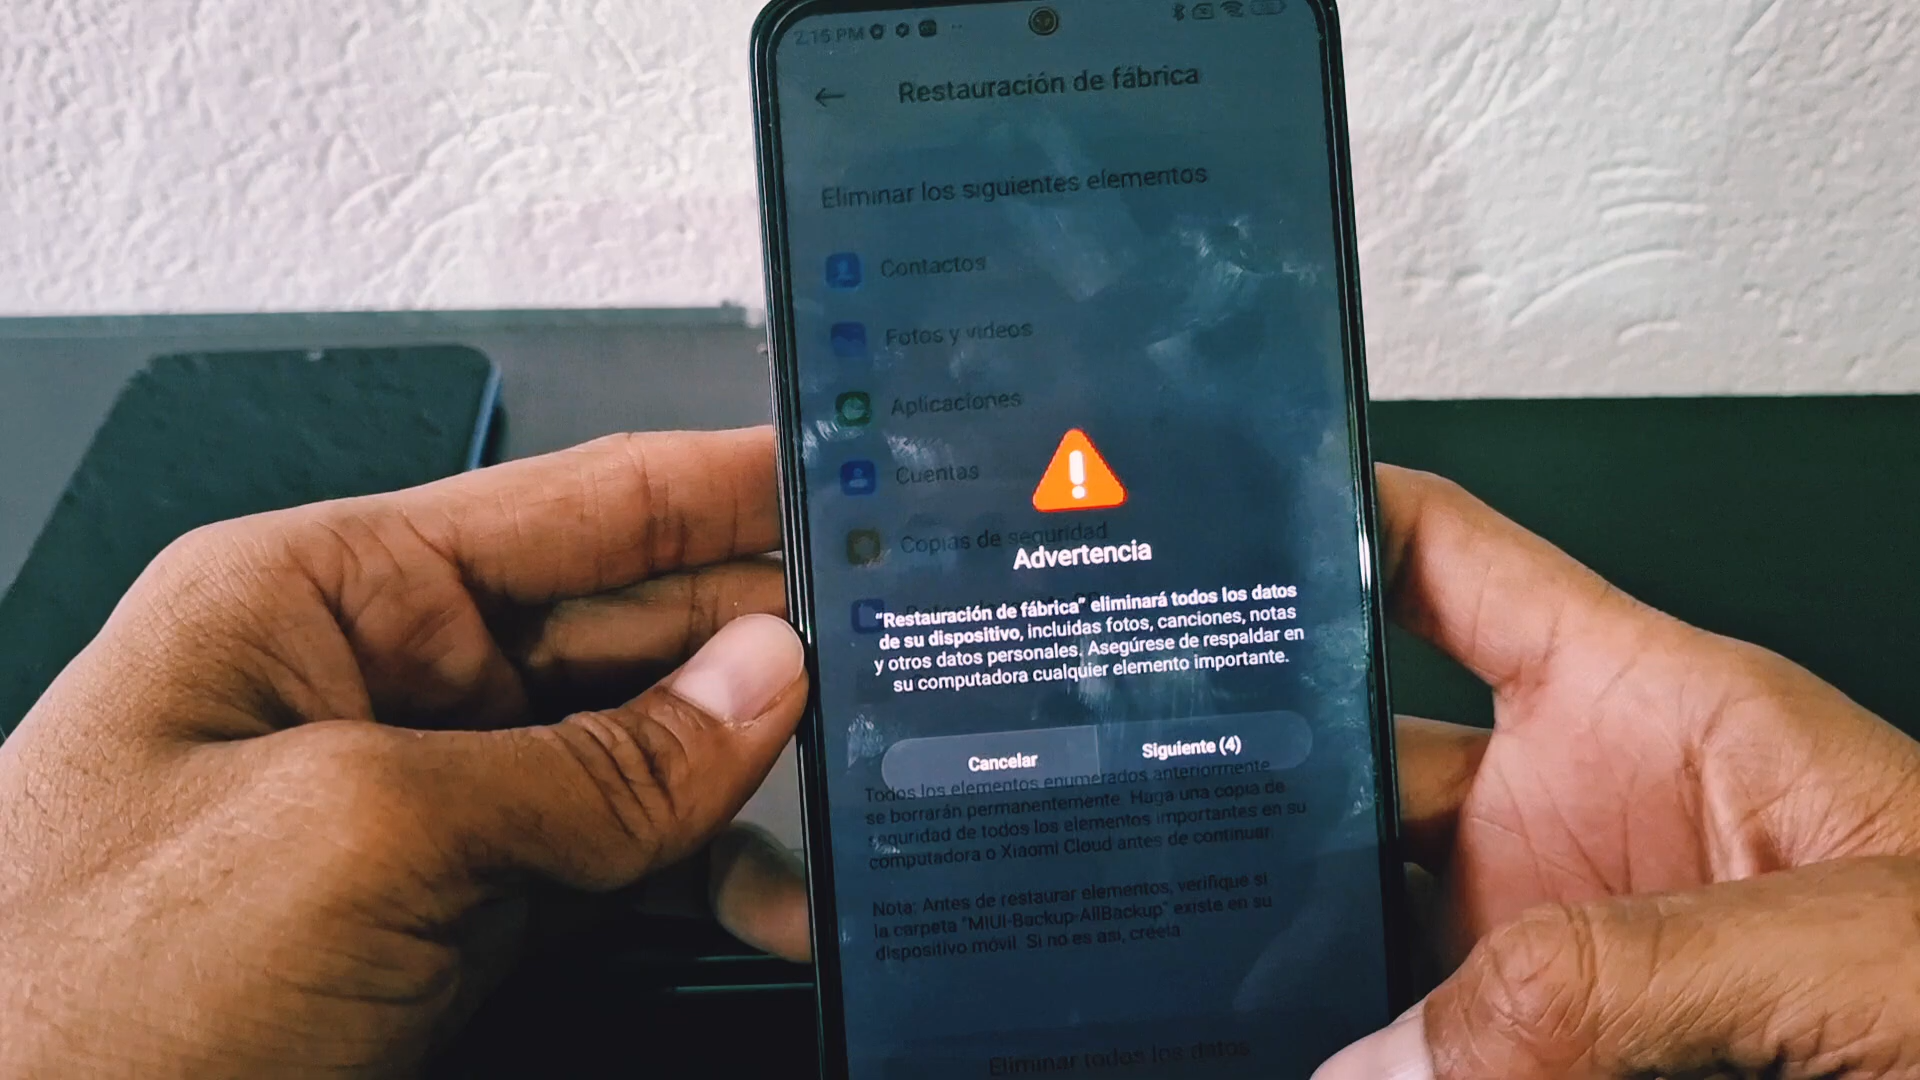 2:15 PM
Restauración de fábrica
Eliminar los siguientes elementos
Contactos
Fotos y videos
Aplicaciones
Cuentas
Copias de seguridad
Advertencia
"Restauración de fábrica" eliminará todos los datos
de su dispositivo, incluidas fotos, canciones, notas
y otros datos personales. Asegúrese de respaldar en
su computadora cualquier elemento importante.
Cancelar
Siguiente (4)
Todos los elementos enumerados anteriormente
se borrarán permanentemente. Haga una copia de
seguridad de todos los elementos importantes en su
computadora o Xiaomi Cloud antes de continuar.
Nota: Antes de restaurar elementos, verifique si
la carpeta "MIUI-Backup-AllBackup" existe en su
dispositivo móvil. Si no es así, créela.
Eliminar todos los datos